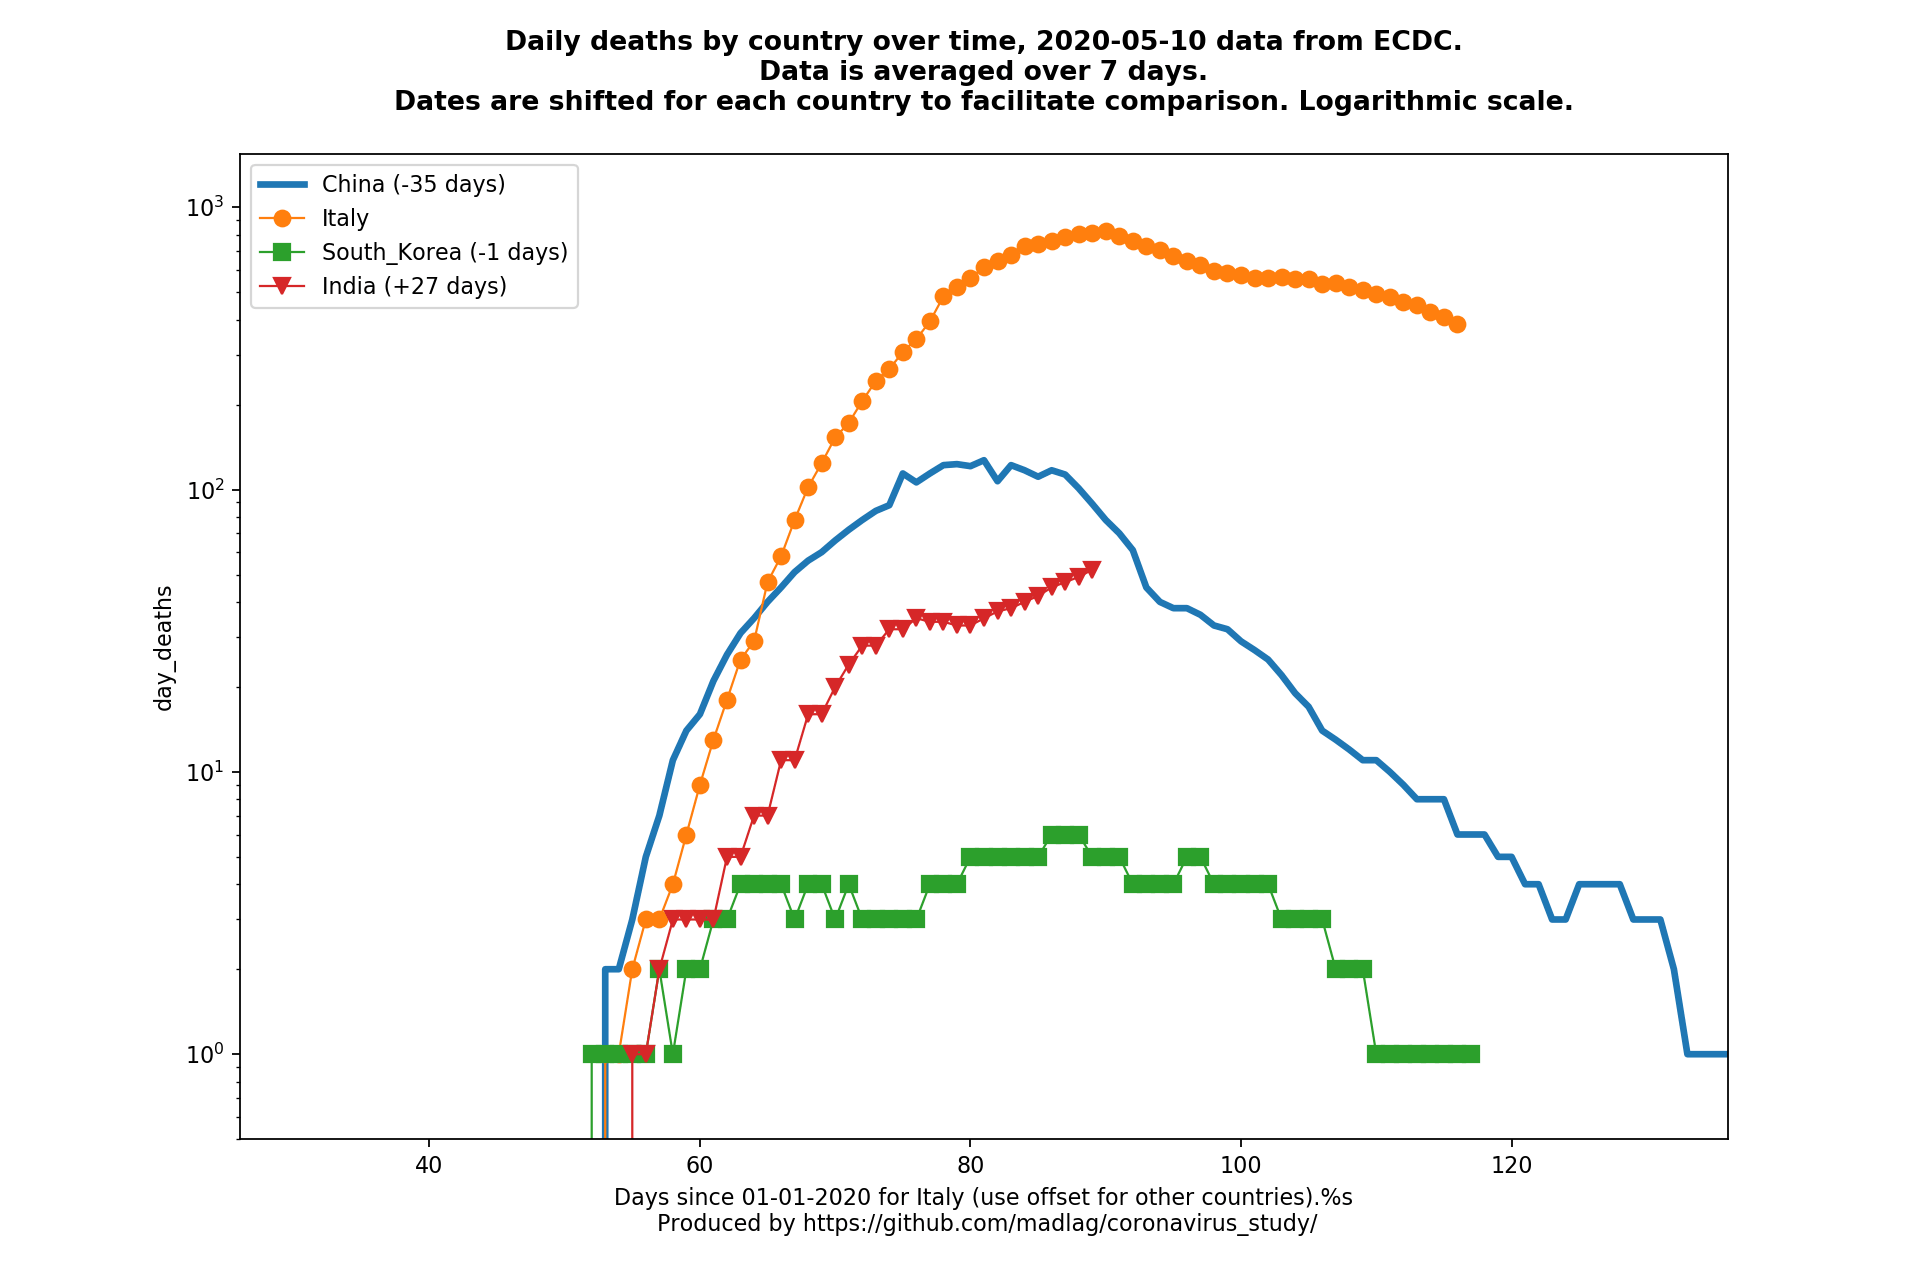 Daily deaths by country over time, 2020-05-10 data from ECDC.
Data is averaged over 7 days.
Dates are shifted for each country to facilitate comparison. Logarithmic scale.
China (-35 days)
Italy
South_Korea (-1 days)
India (+27 days)
10³
10²
10¹
10⁰
day_deaths
40 60 80 100 120
Days since 01-01-2020 for Italy (use offset for other countries).%s
Produced by https://github.com/madlag/coronavirus_study/